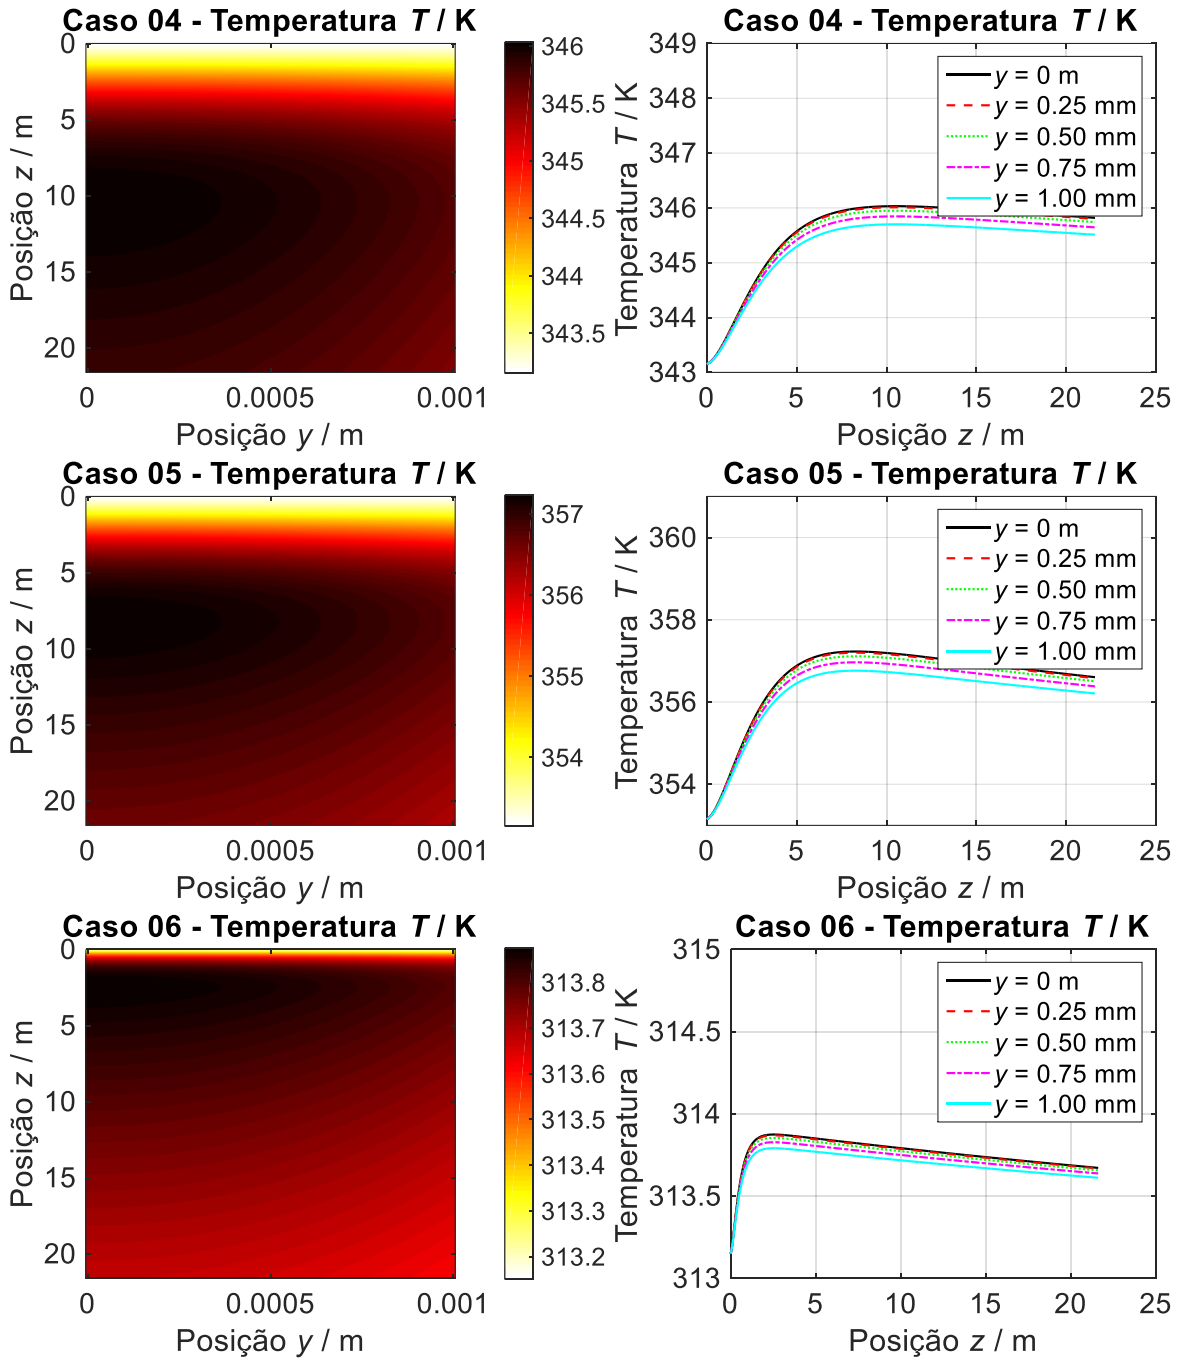 Caso 04 - Temperatura T / K
0
5
10
15
20
Posição z / m
0
0.0005
0.001
Posição y / m
346
345.5
345
344.5
344
343.5
Caso 04 - Temperatura T / K
349
348
347
346
345
344
343
Temperatura T / K
y = 0 m
y = 0.25 mm
y = 0.50 mm
y = 0.75 mm
y = 1.00 mm
0
5
10
15
20
25
Posição z / m
Caso 05 - Temperatura T / K
0
5
10
15
20
Posição z / m
0
0.0005
0.001
Posição y / m
357
356
355
354
Caso 05 - Temperatura T / K
360
358
356
354
Temperatura T / K
y = 0 m
y = 0.25 mm
y = 0.50 mm
y = 0.75 mm
y = 1.00 mm
0
5
10
15
20
25
Posição z / m
Caso 06 - Temperatura T / K
0
5
10
15
20
Posição z / m
0
0.0005
0.001
Posição y / m
313.8
313.7
313.6
313.5
313.4
313.3
313.2
Caso 06 - Temperatura T / K
315
314.5
314
313.5
313
Temperatura T / K
y = 0 m
y = 0.25 mm
y = 0.50 mm
y = 0.75 mm
y = 1.00 mm
0
5
10
15
20
25
Posição z / m